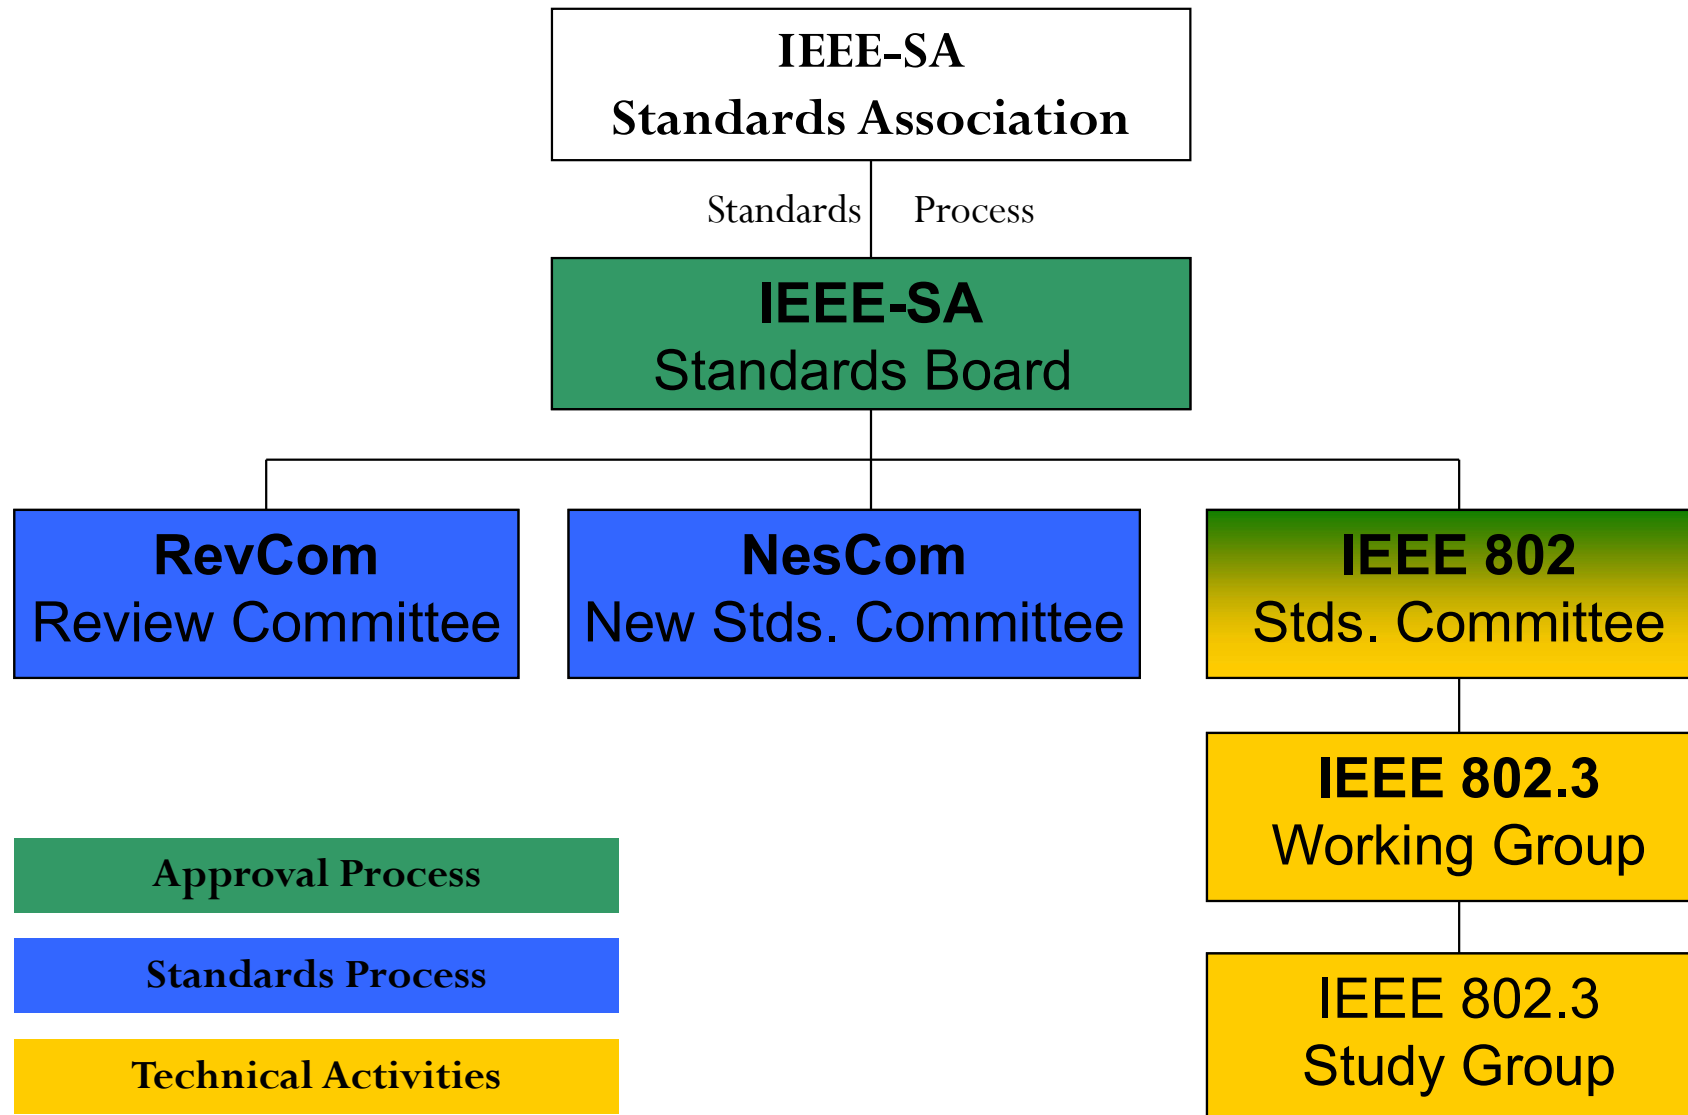 IEEE-SA
Standards Association
Standards Process
IEEE-SA
Standards Board
RevCom
Review Committee
NesCom
New Stds. Committee
IEEE 802
Stds. Committee
IEEE 802.3
Working Group
IEEE 802.3
Study Group
Approval Process
Standards Process
Technical Activities